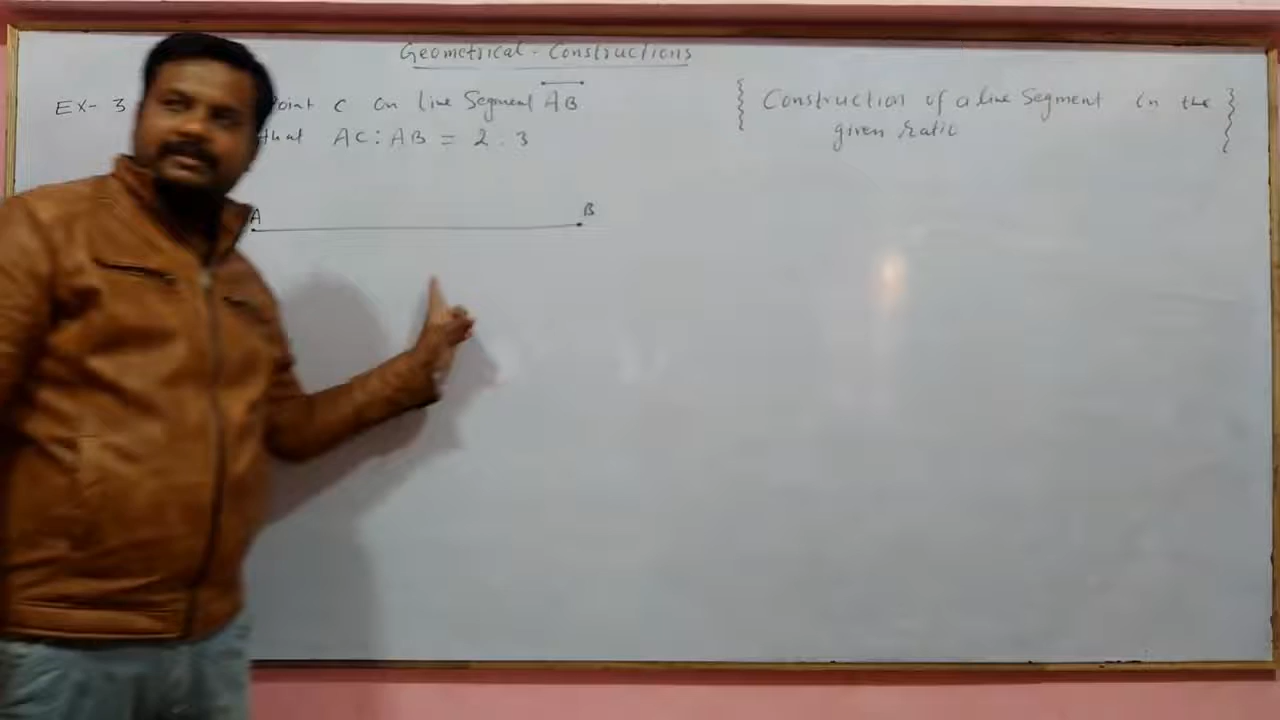 Geometrical - Constructions
Ex- 3 Point C on line Segment AB
that AC : AB = 2 : 3
{ Construction of a line Segment in the
given ratio }
A B